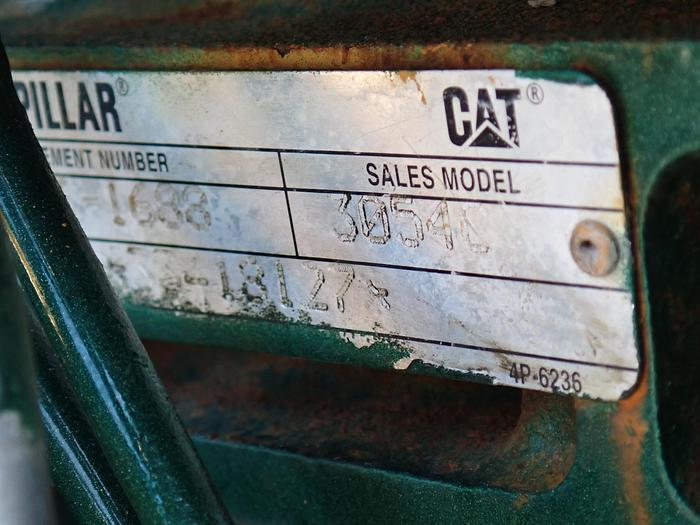 PILLAR® CAT®
EMENT NUMBER SALES MODEL
-1688 3054C
-18127*
4P-6236